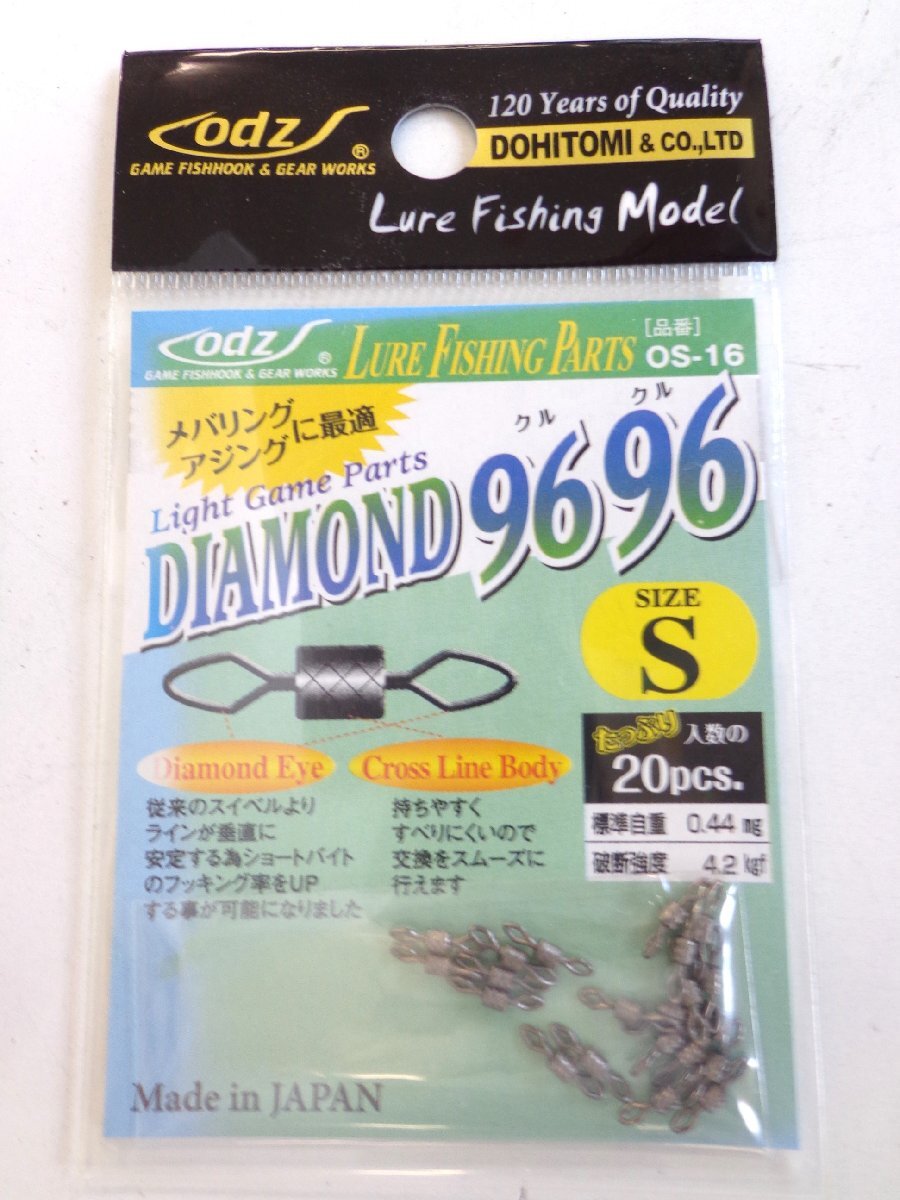 odz
®
GAME FISHHOOK & GEAR WORKS
120 Years of Quality
DOHITOMI & CO.,LTD
Lure Fishing Model
odz
®
GAME FISHHOOK & GEAR WORKS
LURE FISHING PARTS
[品番]
OS-16
メバリング
アジング
に最適
Light Game Parts
クル クル
DIAMOND 96 96
SIZE
S
Diamond Eye
Cross Line Body
従来のスイベルより
ラインが垂直に
安定する為ショートバイト
のフッキング率をUP
する事が可能になりました
持ちやすく
すべりにくいので
交換をスムーズに
行えます
たっぷり 入数の
20pcs.
標準自重 0.44 mg
破断強度 4.2 kgf
Made in JAPAN